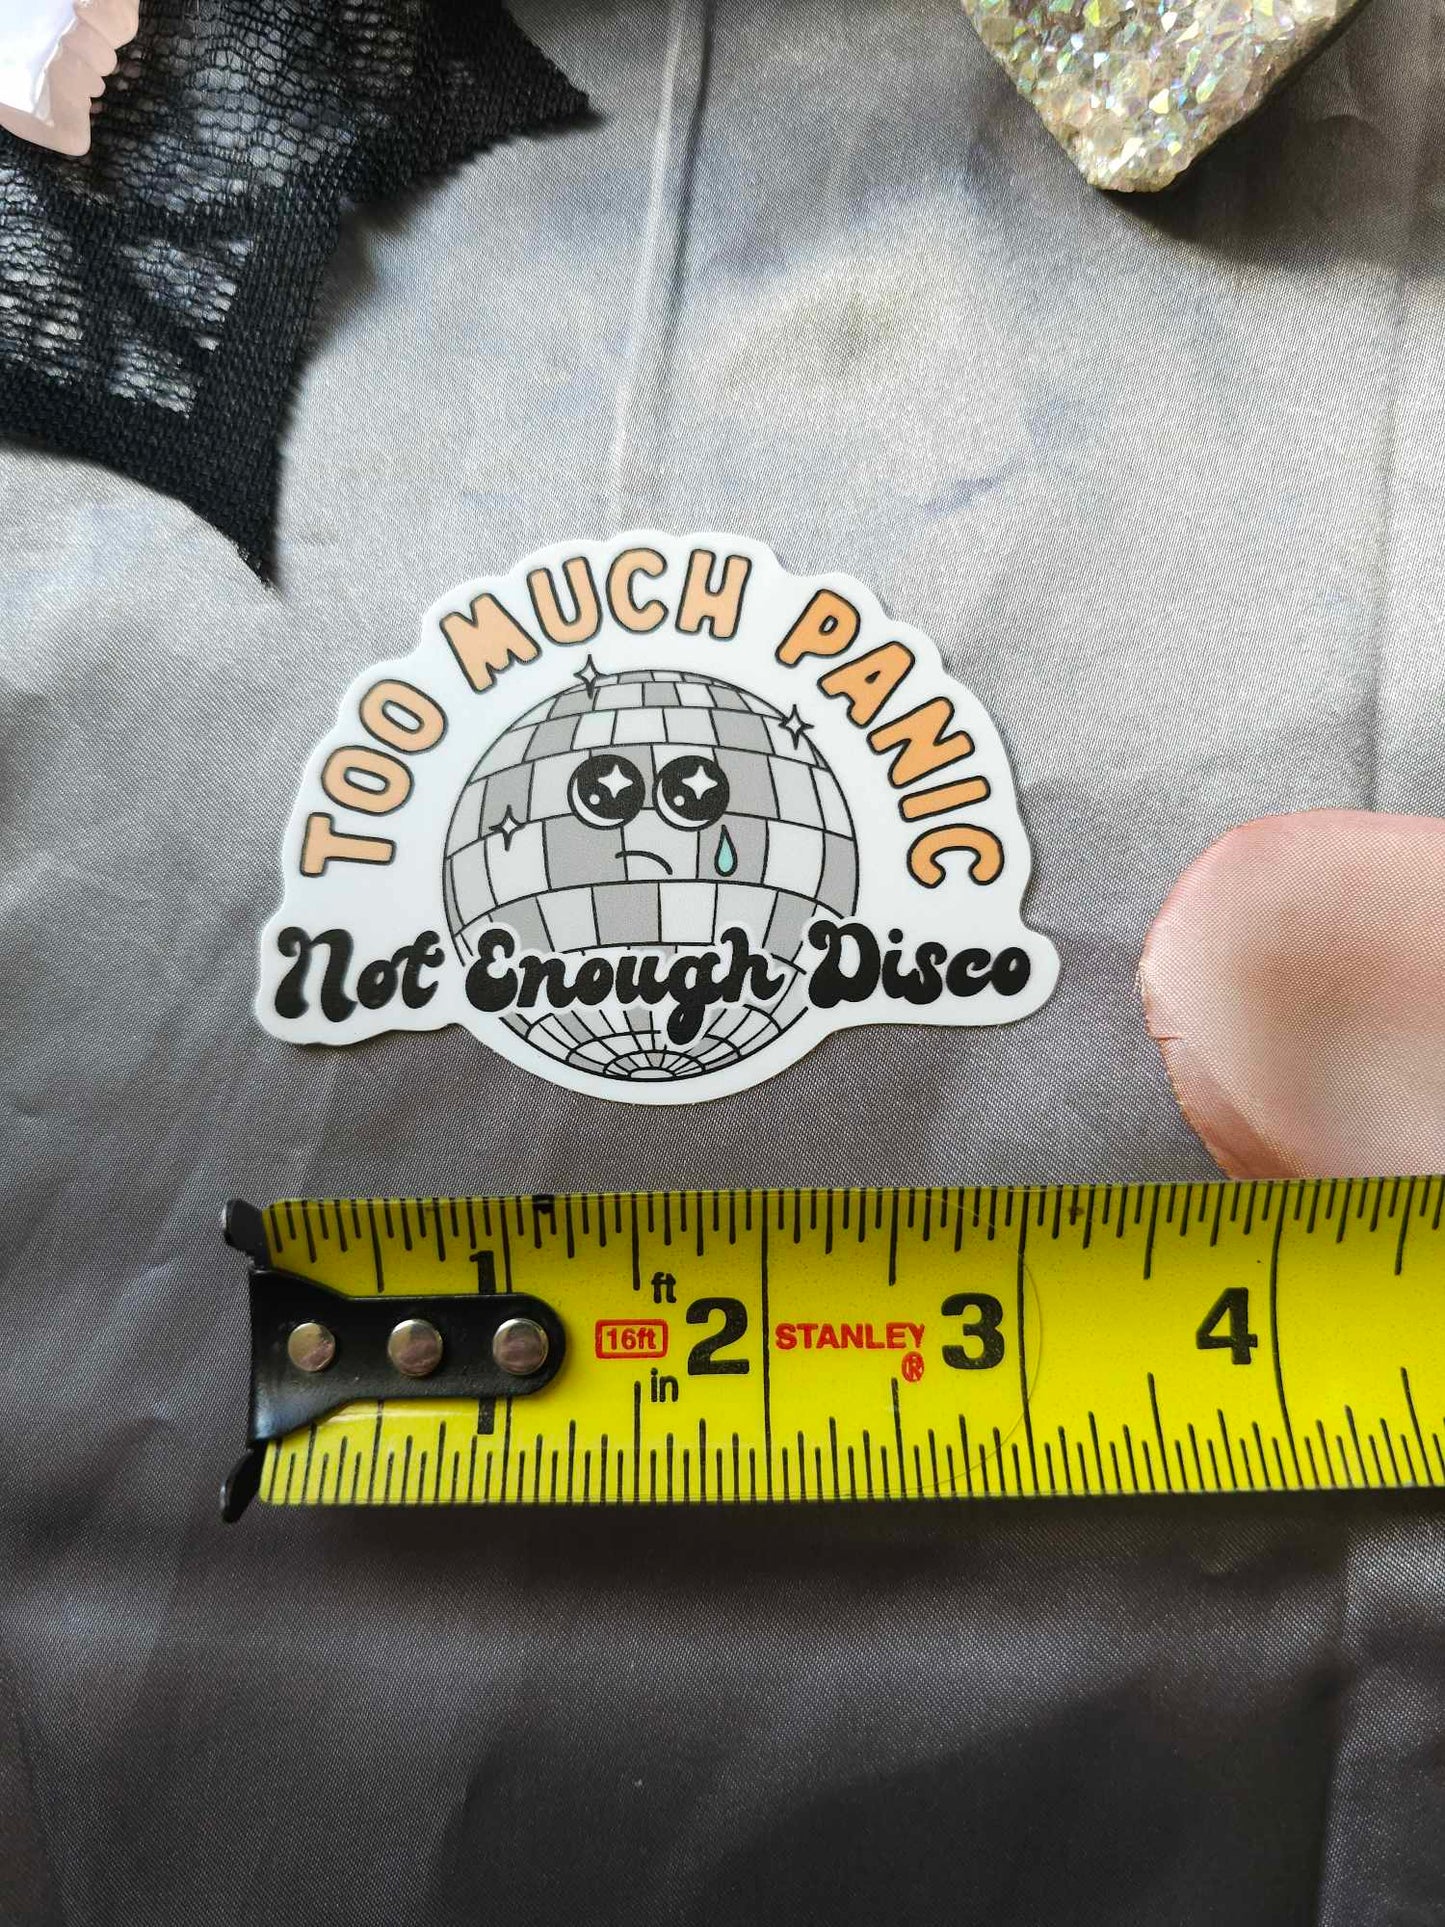 TOO MUCH PANIC
Not Enough Disco
1 ft 2 3 4
16ft STANLEY ®
in